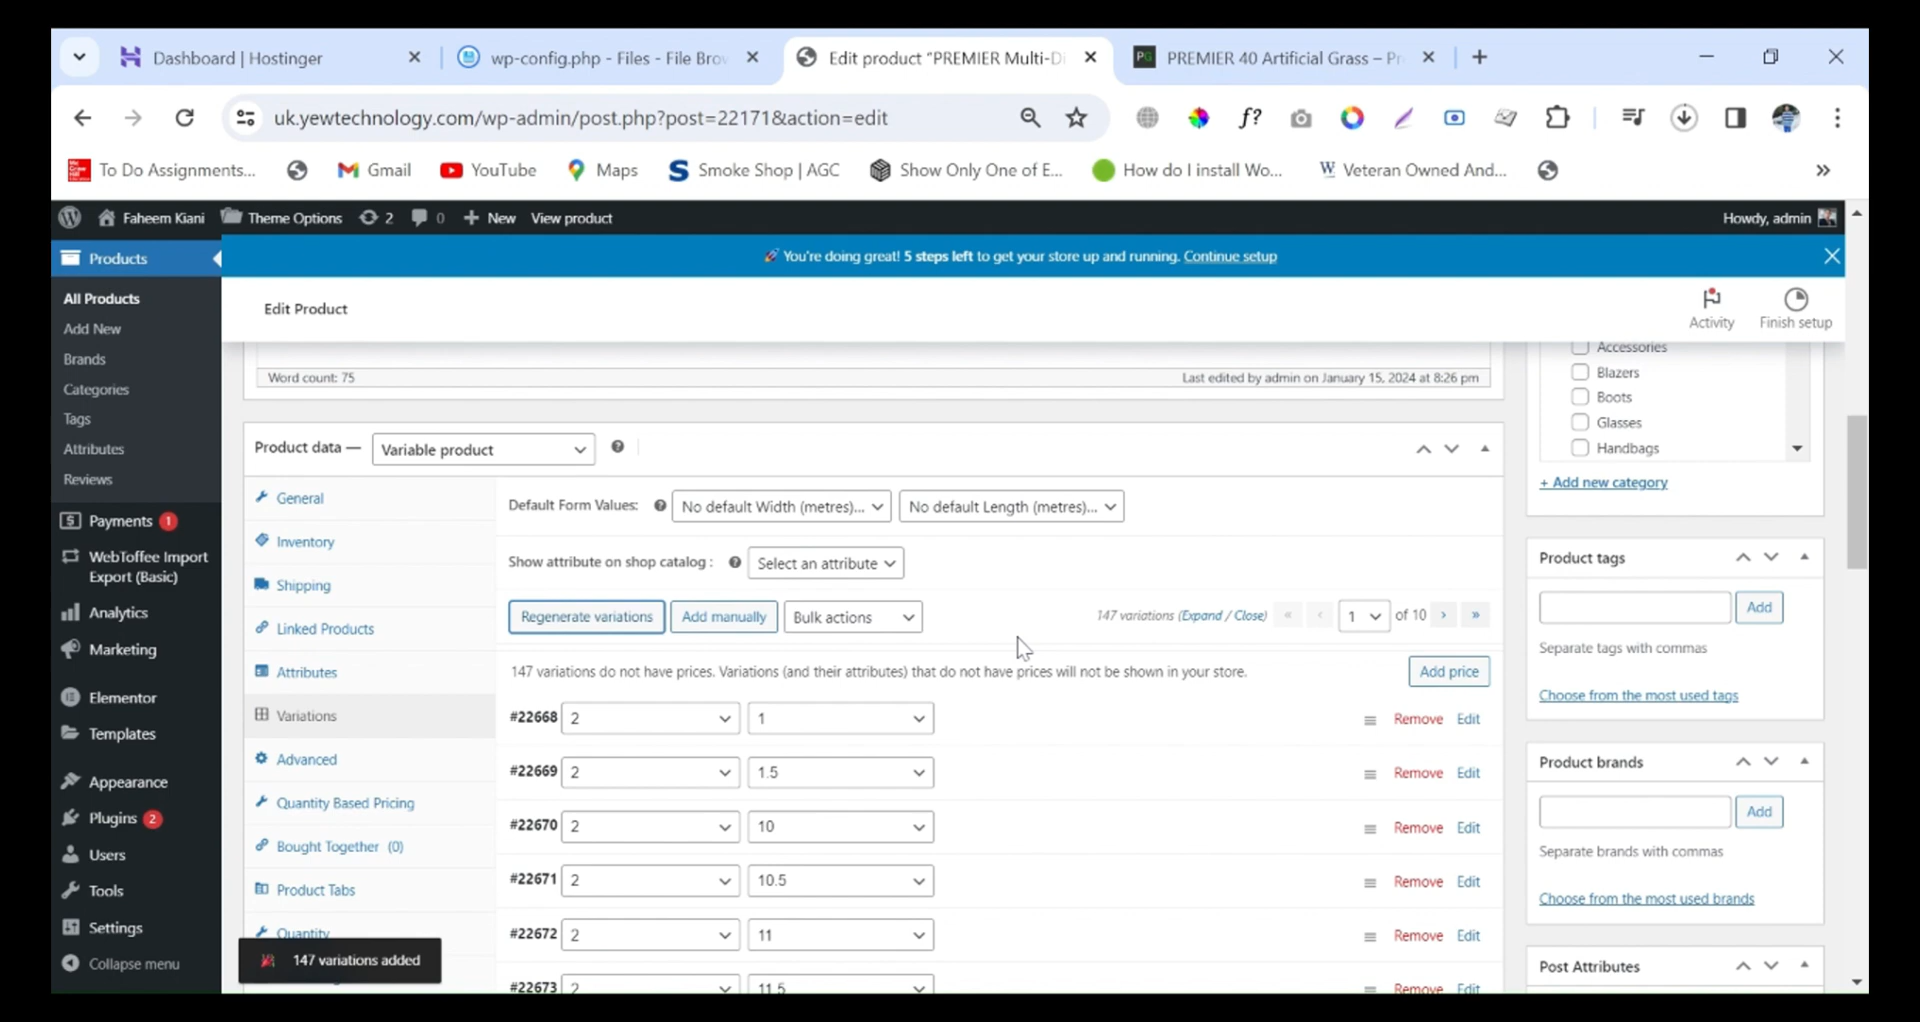 Dashboard | Hostinger
wp-config.php - Files - File Brow
Edit product “PREMIER Multi-Di
PREMIER 40 Artificial Grass – Pr
uk.yewtechnology.com/wp-admin/post.php?post=22171&action=edit
To Do Assignments...
Gmail
YouTube
Maps
Smoke Shop | AGC
Show Only One of E...
How do I install Wo...
Veteran Owned And...
Faheem Kiani
Theme Options
2
0
New
View product
Howdy, admin
Products
You're doing great! 5 steps left to get your store up and running. Continue setup
All Products
Add New
Brands
Categories
Tags
Attributes
Reviews
Payments 1
WebToffee Import
Export (Basic)
Analytics
Marketing
Elementor
Templates
Appearance
Plugins 2
Users
Tools
Settings
Collapse menu
Edit Product
Activity
Finish setup
Word count: 75
Last edited by admin on January 15, 2024 at 8:26 pm
Product data —
Variable product
General
Inventory
Shipping
Linked Products
Attributes
Variations
Advanced
Quantity Based Pricing
Bought Together (0)
Product Tabs
Quantity
147 variations added
Default Form Values:
No default Width (metres)...
No default Length (metres)...
Show attribute on shop catalog :
Select an attribute
Regenerate variations
Add manually
Bulk actions
147 variations (Expand / Close)
« ‹ 1 of 10 › »
147 variations do not have prices. Variations (and their attributes) that do not have prices will not be shown in your store.
Add price
#22668 2 1 Remove Edit
#22669 2 1.5 Remove Edit
#22670 2 10 Remove Edit
#22671 2 10.5 Remove Edit
#22672 2 11 Remove Edit
#22673 2 11.5 Remove Edit
Accessories
Blazers
Boots
Glasses
Handbags
+ Add new category
Product tags
Add
Separate tags with commas
Choose from the most used tags
Product brands
Add
Separate brands with commas
Choose from the most used brands
Post Attributes